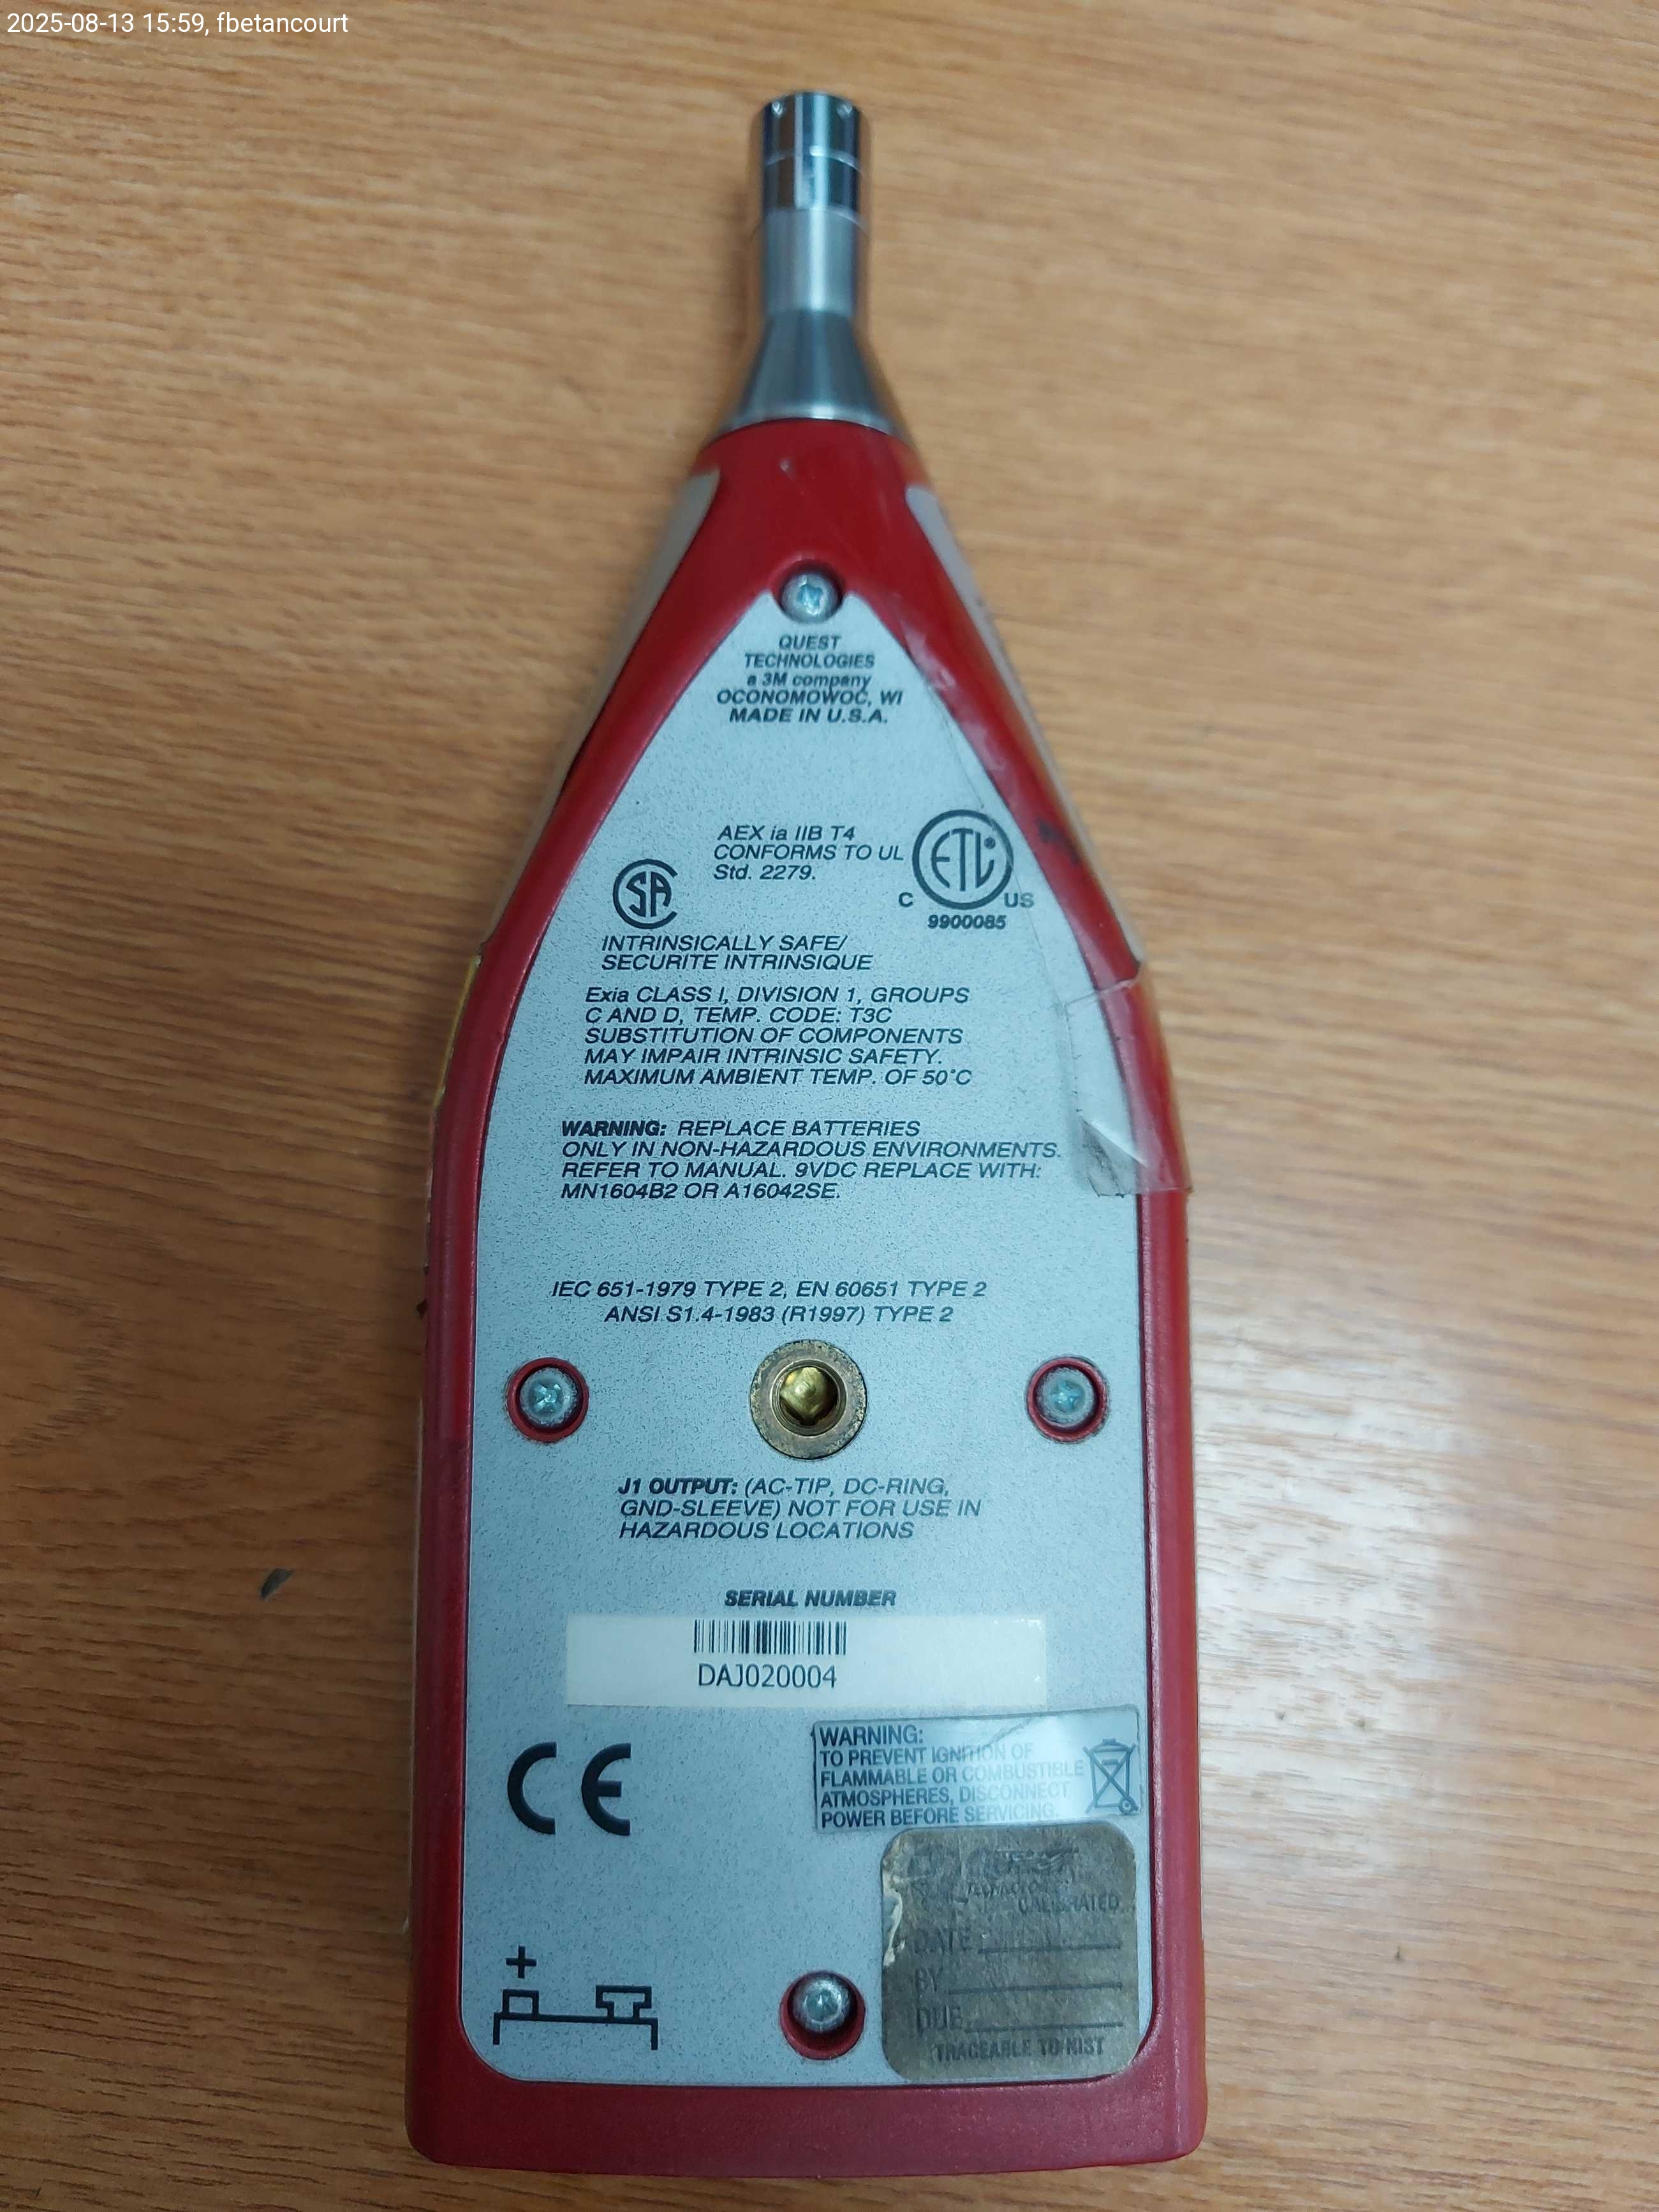 2025-08-13 15:59, fbetancourt
QUEST
TECHNOLOGIES
a 3M company
OCONOMOWOC, WI
MADE IN U.S.A.
AEX ia IIB T4
CONFORMS TO UL
Std. 2279.
ETL
C US
9900085
SA
INTRINSICALLY SAFE/
SECURITE INTRINSIQUE
Exia CLASS I, DIVISION 1, GROUPS
C AND D, TEMP. CODE: T3C
SUBSTITUTION OF COMPONENTS
MAY IMPAIR INTRINSIC SAFETY.
MAXIMUM AMBIENT TEMP. OF 50°C
WARNING: REPLACE BATTERIES
ONLY IN NON-HAZARDOUS ENVIRONMENTS.
REFER TO MANUAL. 9VDC REPLACE WITH:
MN1604B2 OR A16042SE.
IEC 651-1979 TYPE 2, EN 60651 TYPE 2
ANSI S1.4-1983 (R1997) TYPE 2
J1 OUTPUT: (AC-TIP, DC-RING,
GND-SLEEVE) NOT FOR USE IN
HAZARDOUS LOCATIONS
SERIAL NUMBER
DAJ020004
CE
WARNING:
TO PREVENT IGNITION OF
FLAMMABLE OR COMBUSTIBLE
ATMOSPHERES, DISCONNECT
POWER BEFORE SERVICING.
CALIBRATED
DATE
BY
DUE
TRACEABLE TO NIST
+